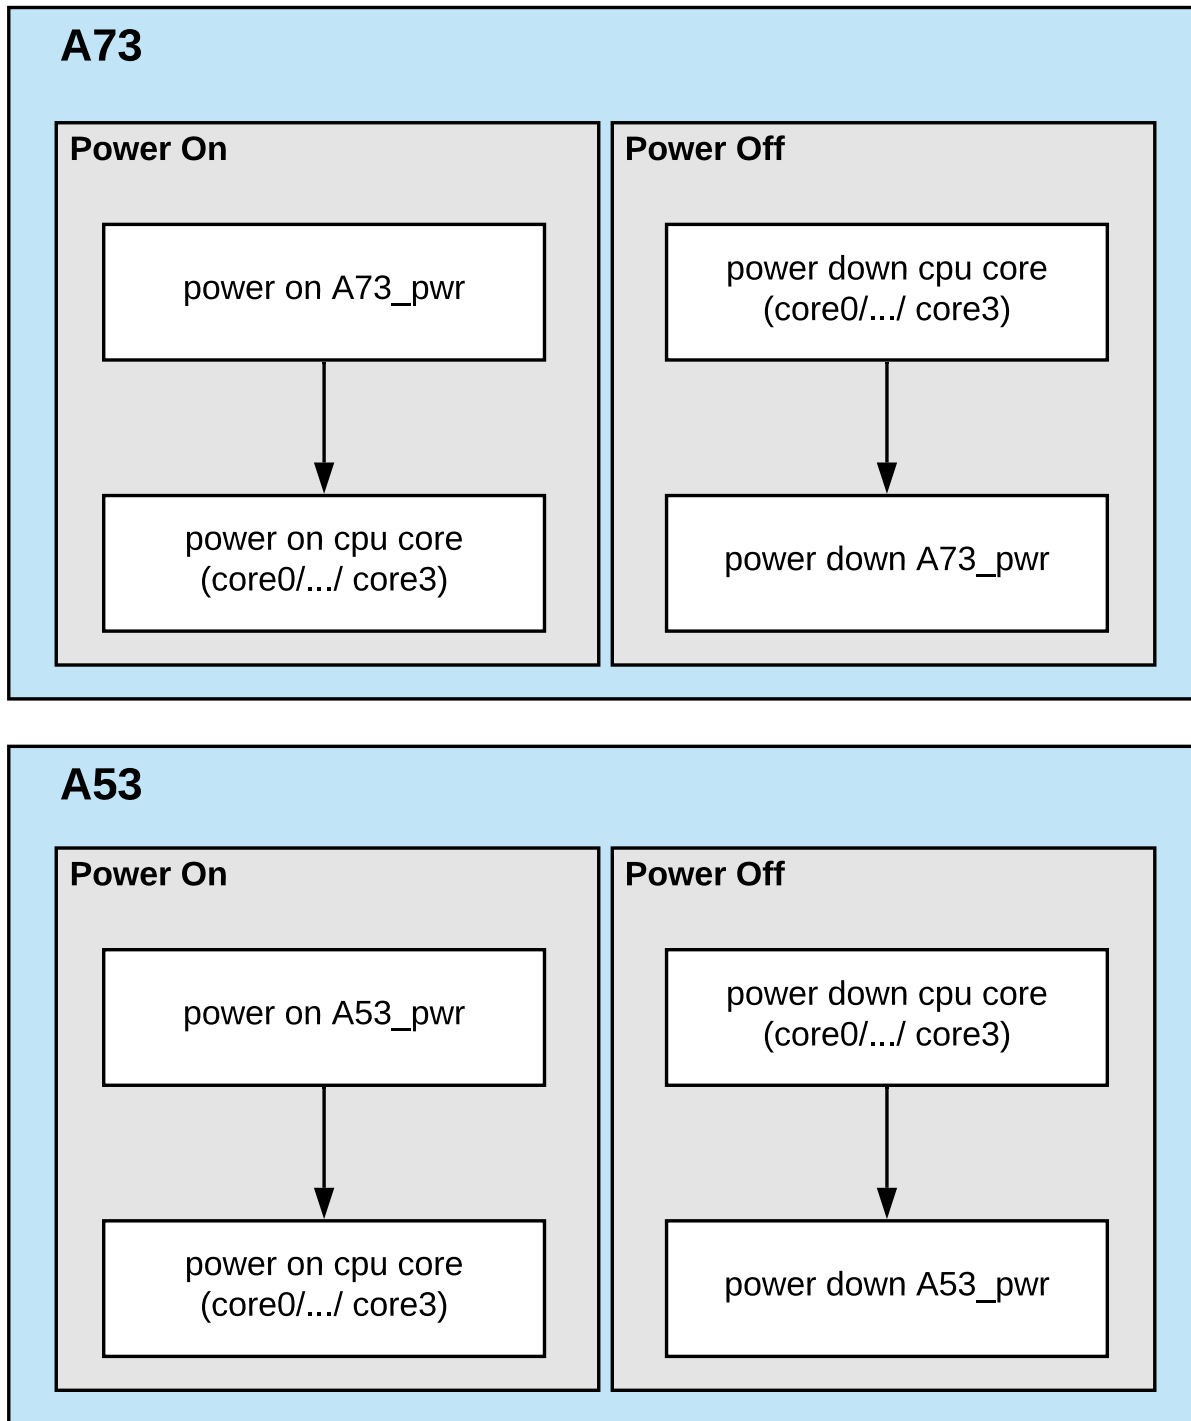 A73
Power On
power on A73_pwr
power on cpu core
(core0/.../ core3)
Power Off
power down cpu core
(core0/.../ core3)
power down A73_pwr
A53
Power On
power on A53_pwr
power on cpu core
(core0/.../ core3)
Power Off
power down cpu core
(core0/.../ core3)
power down A53_pwr